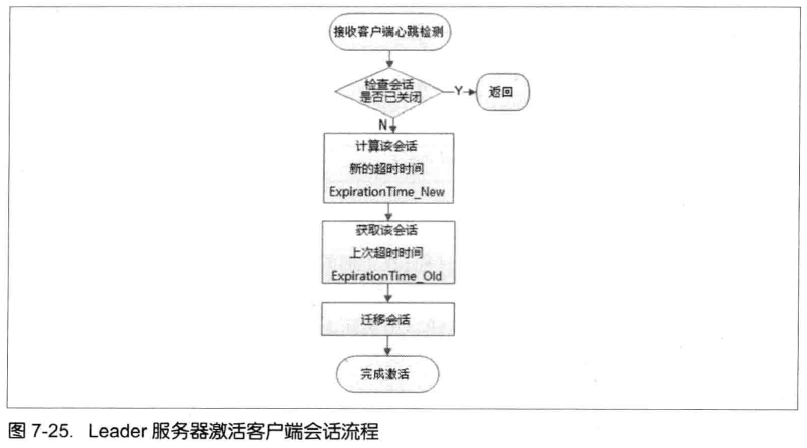 接收客户端心跳检测
检查会话
是否已关闭
Y
返回
N
计算该会话
新的超时时间
ExpirationTime_New
获取该会话
上次超时时间
ExpirationTime_Old
迁移会话
完成激活
图 7-25. Leader 服务器激活客户端会话流程